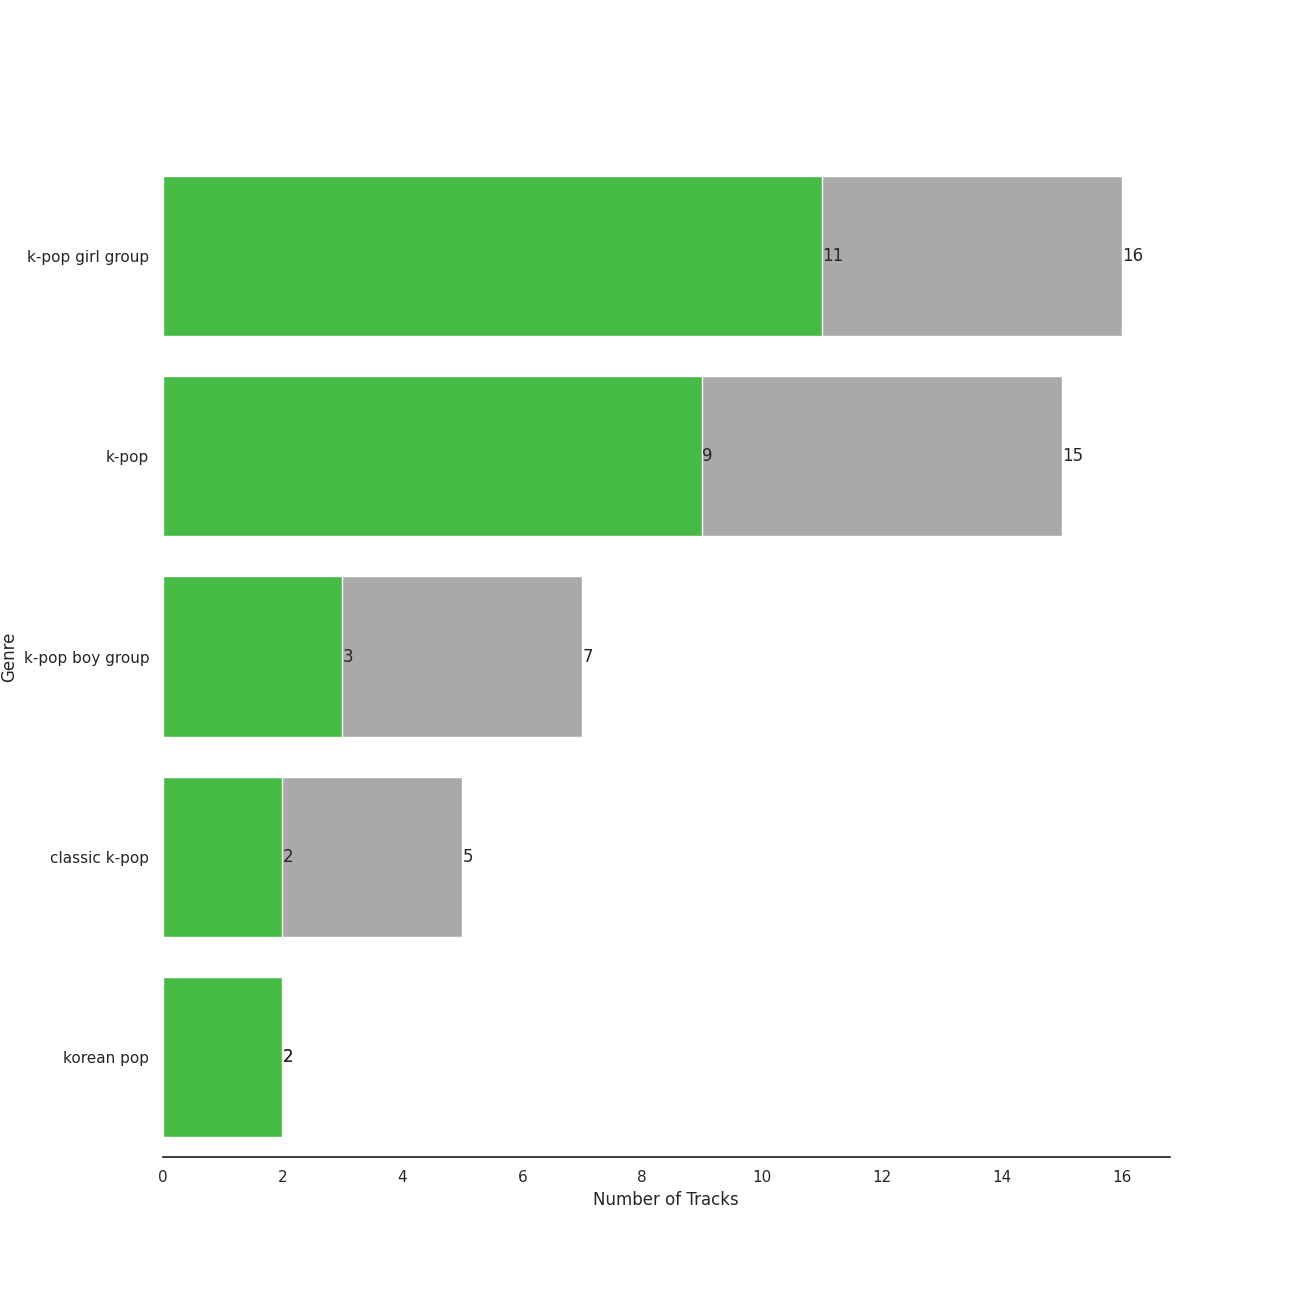 k-pop girl group
11
16
k-pop
9
15
k-pop boy group
3
7
classic k-pop
2
5
korean pop
2
Genre
0 2 4 6 8 10 12 14 16
Number of Tracks